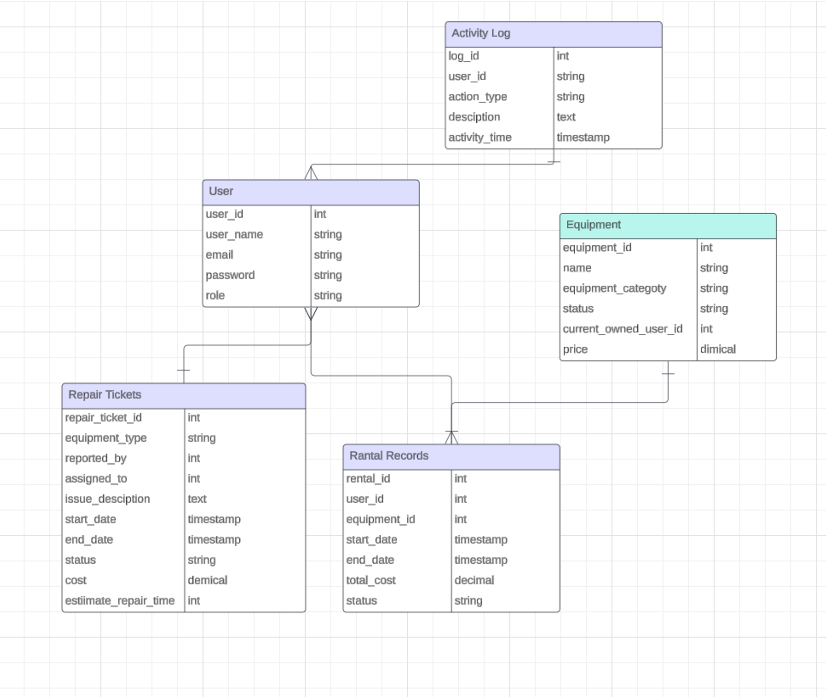 Activity Log
log_id int
user_id string
action_type string
desciption text
activity_time timestamp
User
user_id int
user_name string
email string
password string
role string
Equipment
equipment_id int
name string
equipment_categoty string
status string
current_owned_user_id int
price dimical
Repair Tickets
repair_ticket_id int
equipment_type string
reported_by int
assigned_to int
issue_desciption text
start_date timestamp
end_date timestamp
status string
cost demical
estiimate_repair_time int
Rantal Records
rental_id int
user_id int
equipment_id int
start_date timestamp
end_date timestamp
total_cost decimal
status string